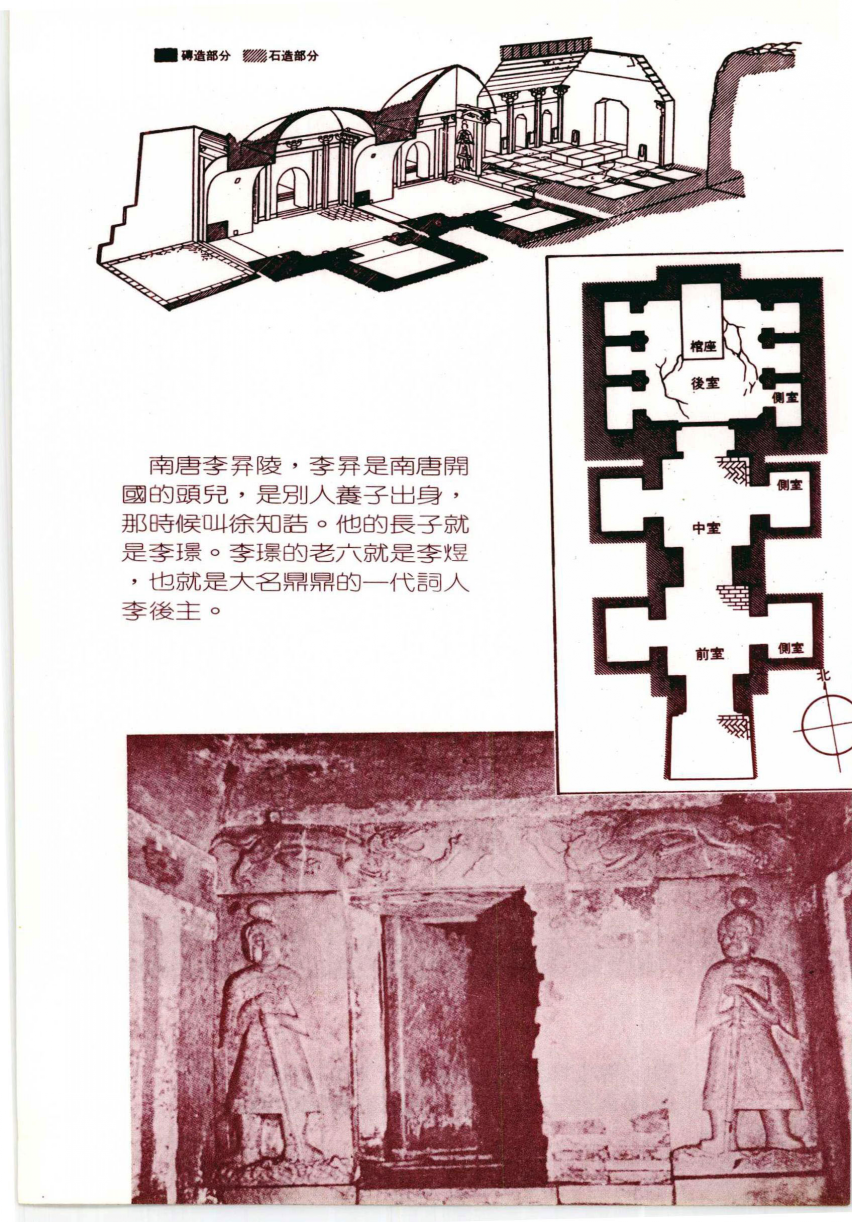 磚造部分 石造部分
棺座
後室
側室
側室
中室
前室
側室
北
南唐李昪陵，李昪是南唐開
國的頭兒，是別人養子出身，
那時候叫徐知誥。他的長子就
是李璟。李璟的老六就是李煜
，也就是大名鼎鼎的一代詞人
李後主。